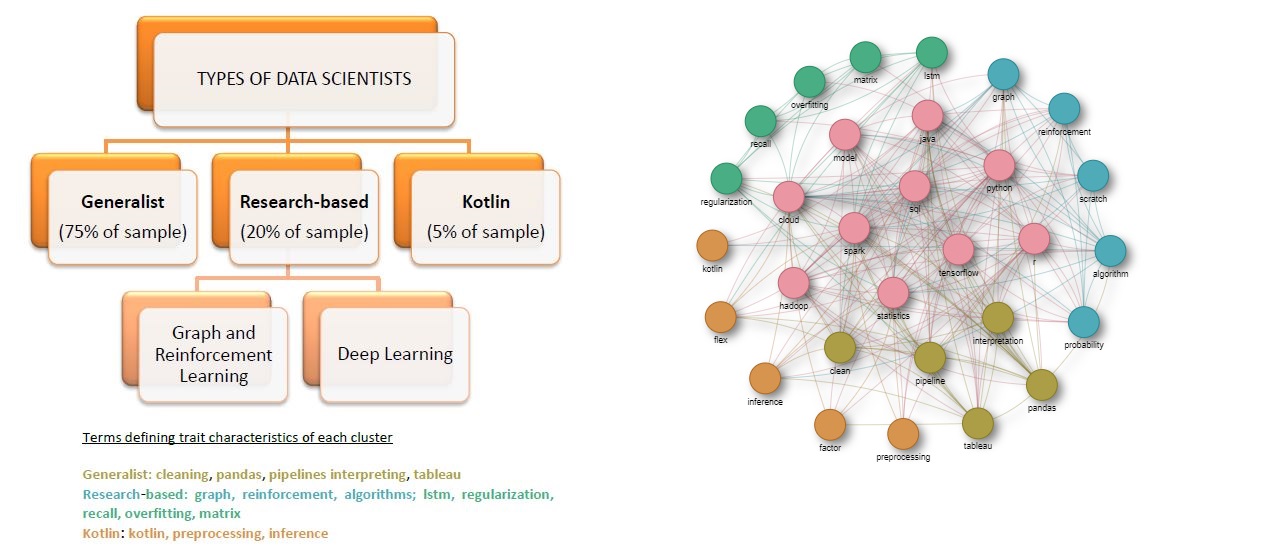 TYPES OF DATA SCIENTISTS
Generalist
(75% of sample)
Research-based
(20% of sample)
Kotlin
(5% of sample)
Graph and
Reinforcement
Learning
Deep Learning
Terms defining trait characteristics of each cluster
Generalist: cleaning, pandas, pipelines interpreting, tableau
Research-based: graph, reinforcement, algorithms; lstm, regularization,
recall, overfitting, matrix
Kotlin: kotlin, preprocessing, inference
lstm
matrix
graph
overfitting
reinforcement
java
recall
model
python
scratch
regularization
sql
cloud
spark
r
kotlin
tensorflow
algorithm
hadoop
statistics
flex
interpretation
probability
clean
pipeline
inference
pandas
factor
tableau
preprocessing